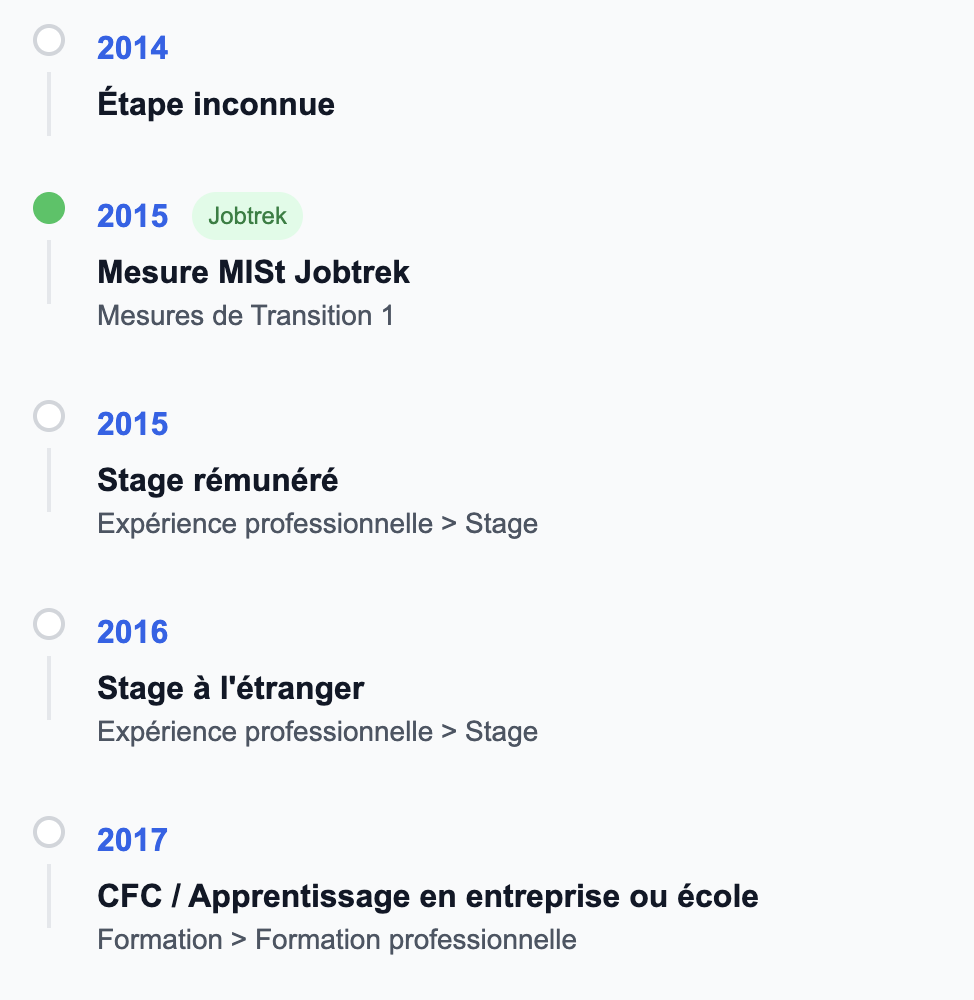 2014
Étape inconnue
2015 Jobtrek
Mesure MISt Jobtrek
Mesures de Transition 1
2015
Stage rémunéré
Expérience professionnelle > Stage
2016
Stage à l'étranger
Expérience professionnelle > Stage
2017
CFC / Apprentissage en entreprise ou école
Formation > Formation professionnelle